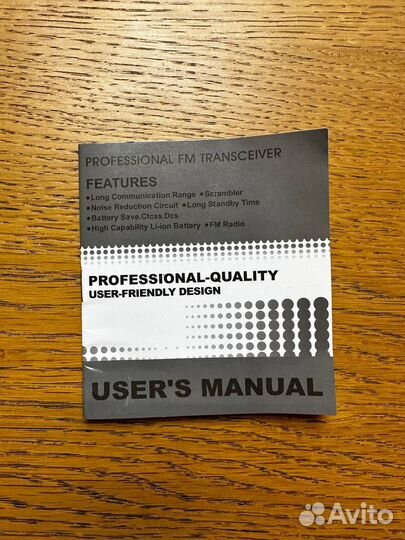 PROFESSIONAL FM TRANSCEIVER
FEATURES
●Long Communication Range ●Scrambler
●Noise Reduction Circuit ●Long Standby Time
●Battery Save.Ctcss.Dcs
●High Capability Li-ion Battery ●FM Radio
PROFESSIONAL-QUALITY
USER-FRIENDLY DESIGN
USER'S MANUAL
Avito